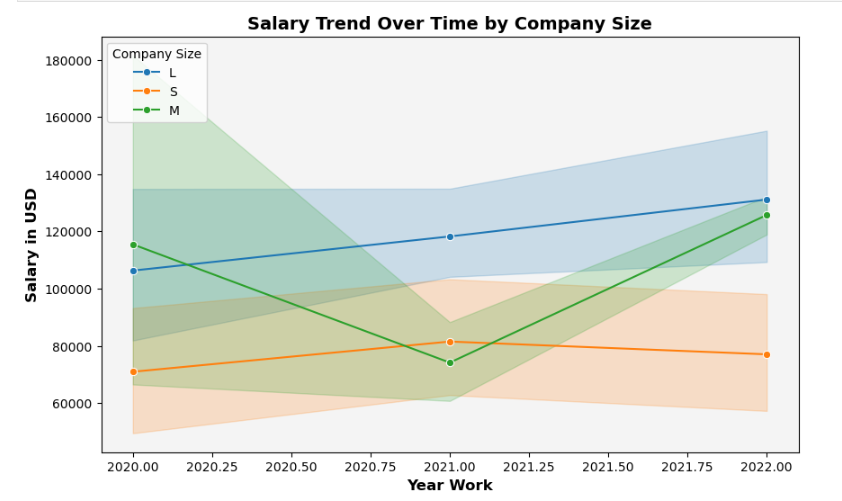 Salary Trend Over Time by Company Size
Company Size
L
S
M
180000
160000
140000
120000
100000
80000
60000
Salary in USD
2020.00 2020.25 2020.50 2020.75 2021.00 2021.25 2021.50 2021.75 2022.00
Year Work